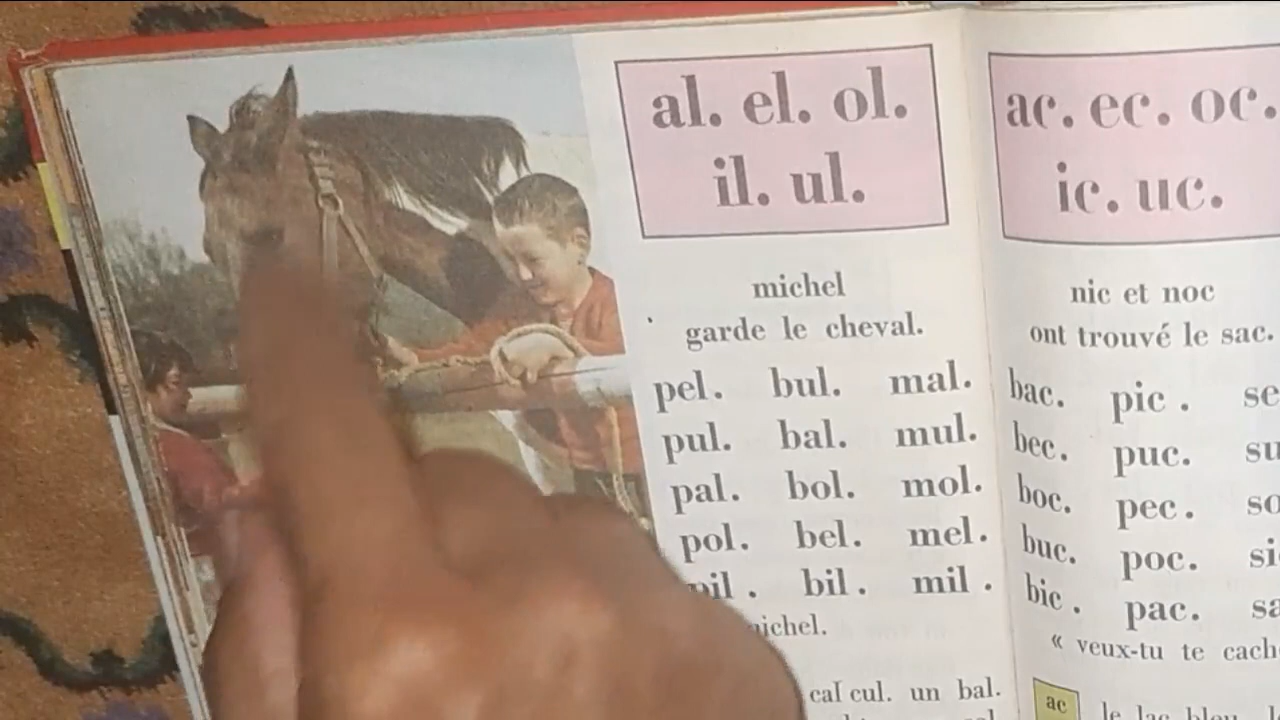 al. el. ol.
il. ul.
michel
garde le cheval.
pel. bul. mal.
pul. bal. mul.
pal. bol. mol.
pol. bel. mel.
bil. mil.
cal cul. un bal.
ac. ec. oc.
ic. uc.
nic et noc
ont trouvé le sac.
bac. pic.
bec. puc.
boc. pec.
buc. poc.
bic. pac.
« veux-tu te
ac
le lac bleu.